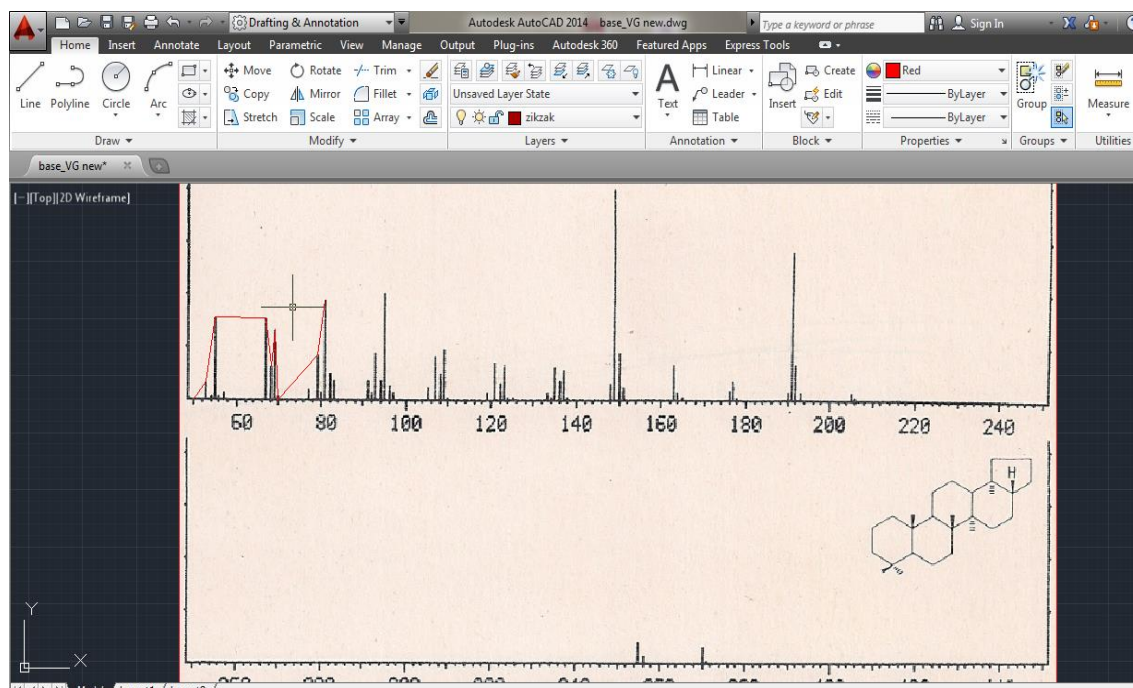 Drafting & Annotation Autodesk AutoCAD 2014 base_VG new.dwg Type a keyword or phrase Sign In
Home Insert Annotate Layout Parametric View Manage Output Plug-ins Autodesk 360 Featured Apps Express Tools
Move Rotate Trim Linear Create Red
Line Polyline Circle Arc Copy Mirror Fillet Unsaved Layer State Text Leader Insert Edit ByLayer Group Measure
Stretch Scale Array zikzak Table ByLayer
Draw Modify Layers Annotation Block Properties Groups Utilities
base_VG new*
[−][Top][2D Wireframe]
60 80 100 120 140 160 180 200 220 240
H
Y
X